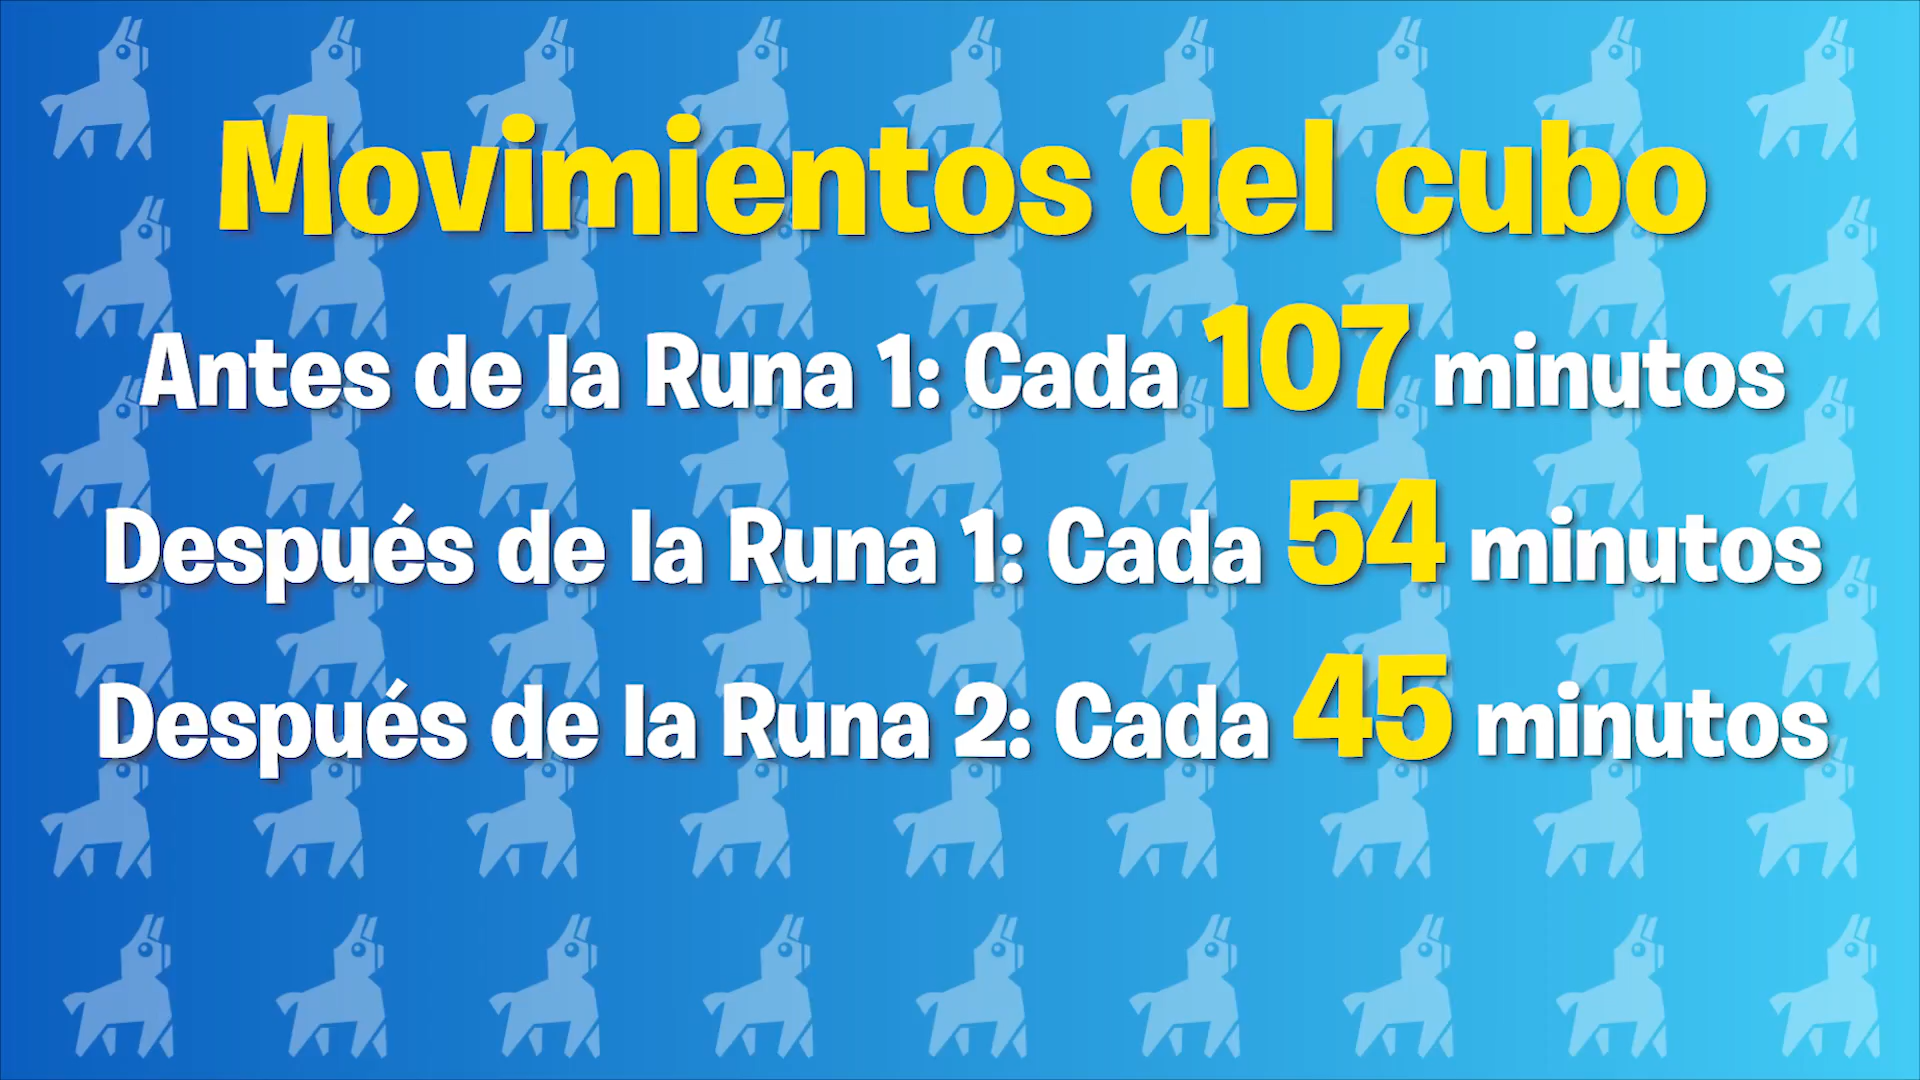 Movimientos del cubo
Antes de la Runa 1: Cada 107 minutos
Después de la Runa 1: Cada 54 minutos
Después de la Runa 2: Cada 45 minutos